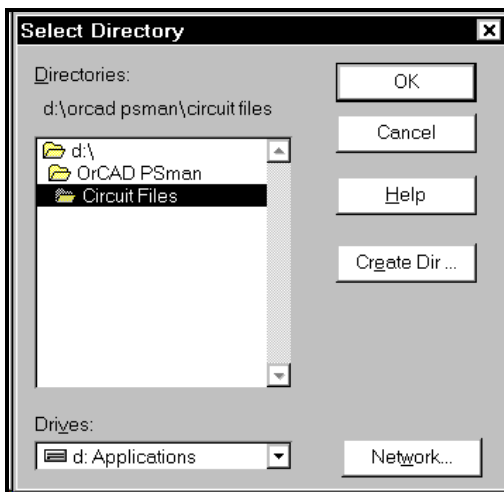 Select Directory
Directories:
d:\orcad psman\circuit files
d:\
OrCAD PSman
Circuit Files
OK
Cancel
Help
Create Dir ...
Drives:
d: Applications
Network...